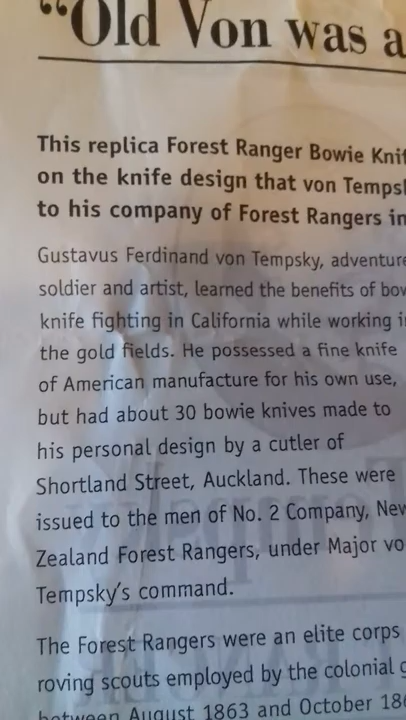 “Old Von was a
This replica Forest Ranger Bowie
on the knife design that von
to his company of Forest Rangers in
Gustavus Ferdinand von Tempsky,
soldier and artist, learned the benefits of
knife fighting in California while working
the gold fields. He possessed a fine knife
of American manufacture for his own use,
but had about 30 bowie knives made to
his personal design by a cutler of
Shortland Street, Auckland. These were
issued to the men of No. 2 Company,
Zealand Forest Rangers, under Major
Tempsky’s command.
The Forest Rangers were an elite corps
roving scouts employed by the colonial
between August 1863 and October